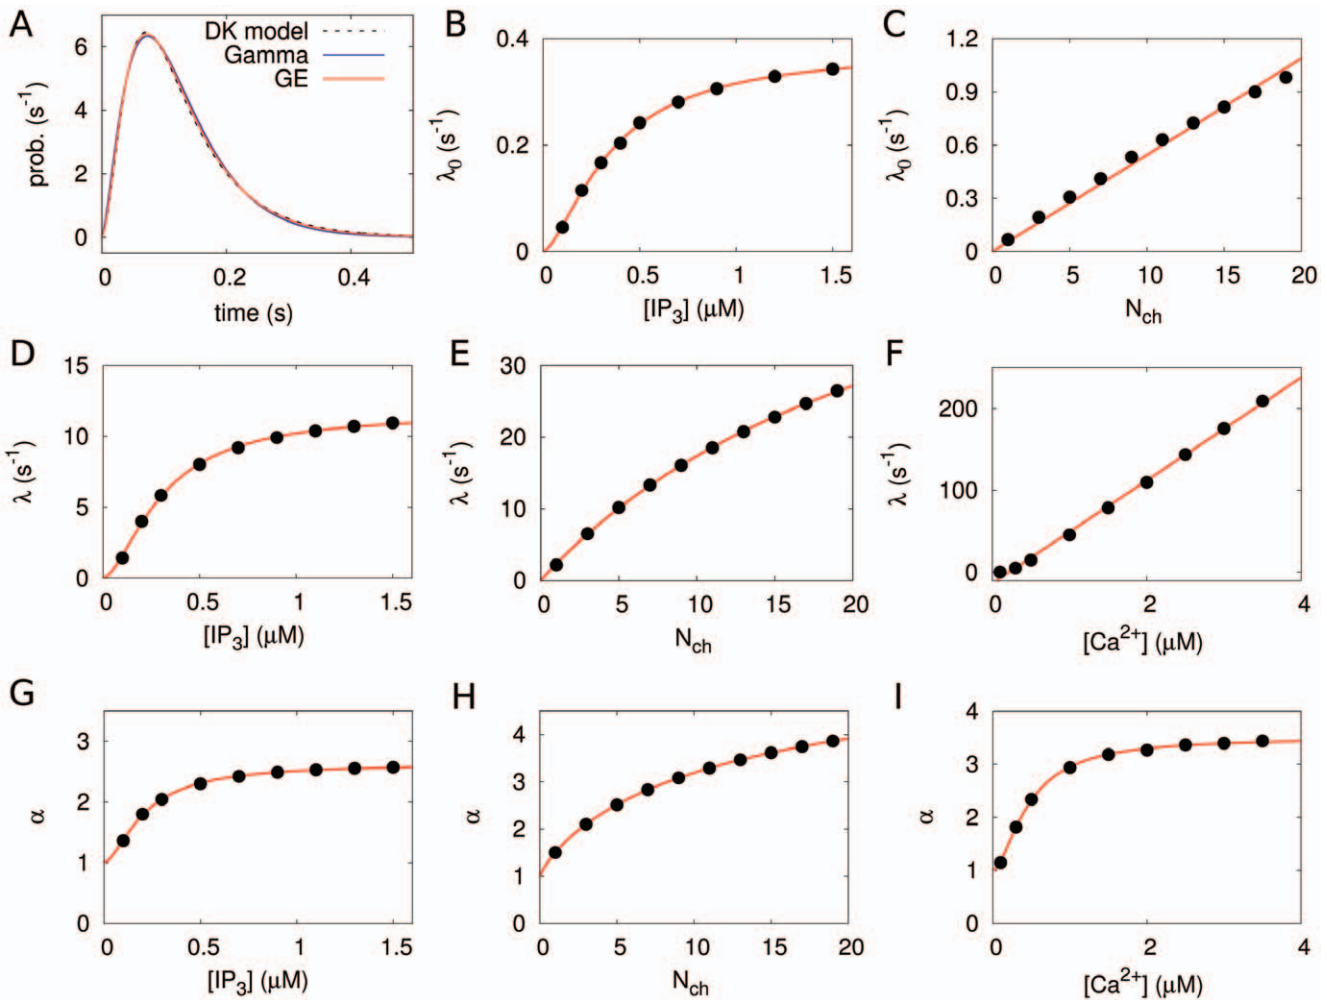 A
DK model
Gamma
GE
prob. (s⁻¹)
6
4
2
0
0 0.2 0.4
time (s)
B
λ₀ (s⁻¹)
0.4
0.2
0
0 0.5 1 1.5
[IP₃] (μM)
C
λ₀ (s⁻¹)
1.2
0.9
0.6
0.3
0
0 5 10 15 20
N_ch
D
λ (s⁻¹)
15
10
5
0
0 0.5 1 1.5
[IP₃] (μM)
E
λ (s⁻¹)
30
20
10
0
0 5 10 15 20
N_ch
F
λ (s⁻¹)
200
100
0
0 2 4
[Ca²⁺] (μM)
G
α
3
2
1
0
0 0.5 1 1.5
[IP₃] (μM)
H
α
4
3
2
1
0
0 5 10 15 20
N_ch
I
α
4
3
2
1
0
0 2 4
[Ca²⁺] (μM)